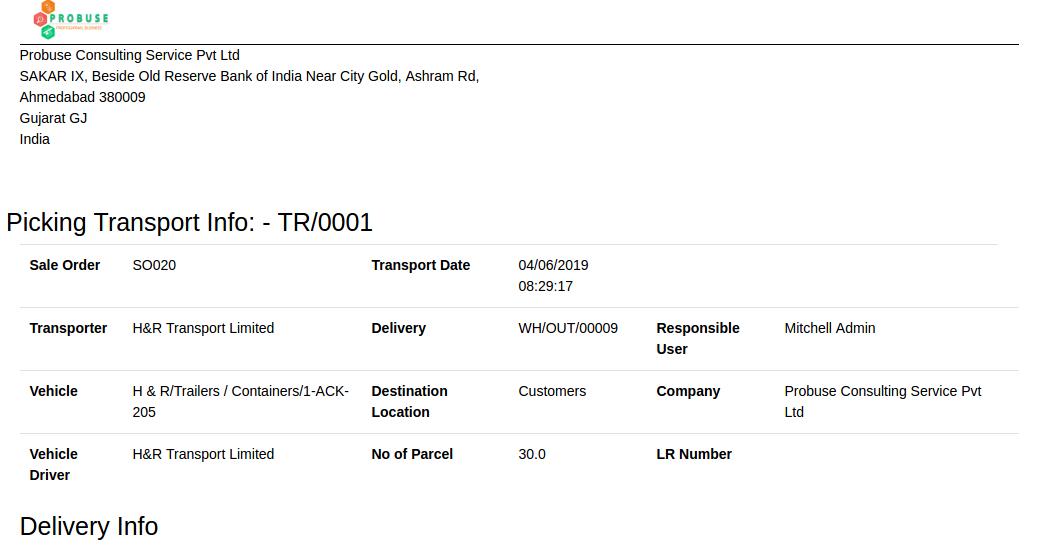 PROBUSE
PROFESSIONAL BUSINESS
Probuse Consulting Service Pvt Ltd
SAKAR IX, Beside Old Reserve Bank of India Near City Gold, Ashram Rd,
Ahmedabad 380009
Gujarat GJ
India
Picking Transport Info: - TR/0001
Sale Order SO020 Transport Date 04/06/2019
08:29:17
Transporter H&R Transport Limited Delivery WH/OUT/00009 Responsible Mitchell Admin
User
Vehicle H & R/Trailers / Containers/1-ACK- Destination Customers Company Probuse Consulting Service Pvt
205 Location Ltd
Vehicle H&R Transport Limited No of Parcel 30.0 LR Number
Driver
Delivery Info